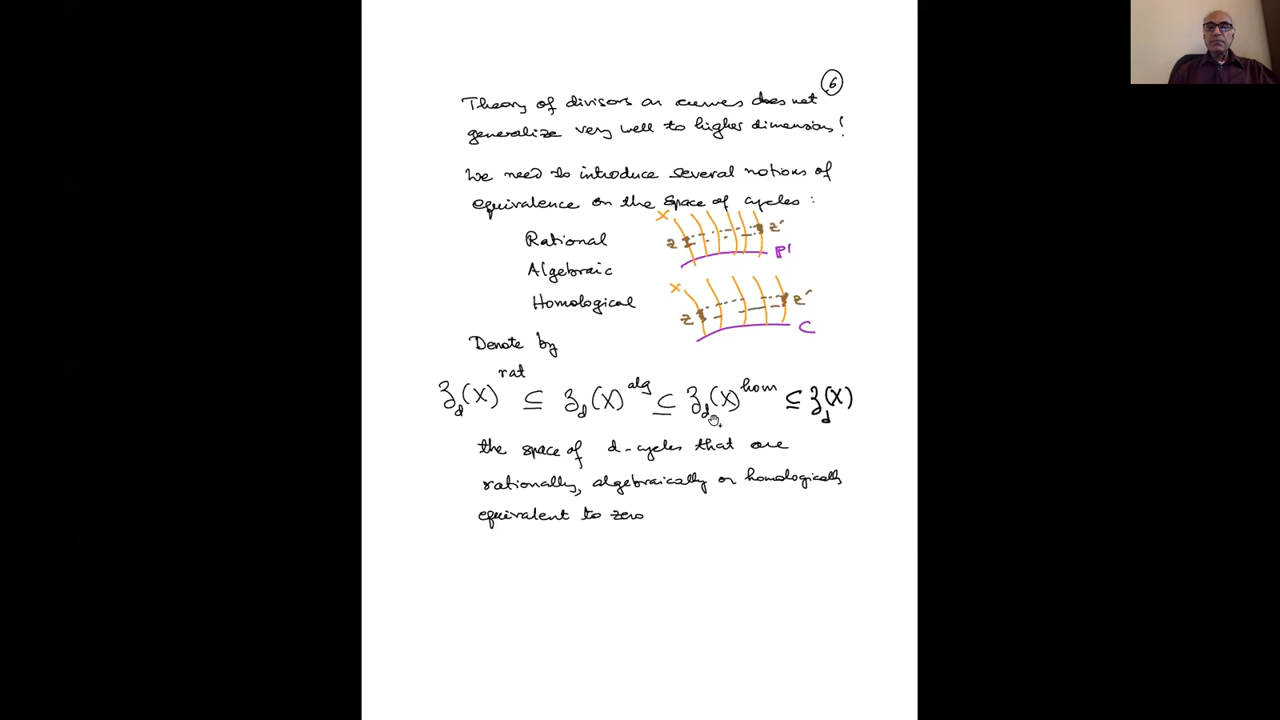 6
Theory of divisors on curves does not
generalize very well to higher dimensions!
We need to introduce several notions of
equivalence on the space of cycles:
Rational
X Z Z' P1
Algebraic
Homological
X Z Z' C
Denote by
𝔷_d(X)^rat ⊆ 𝔷_d(X)^alg ⊆ 𝔷_d(X)^hom ⊆ 𝔷_d(X)
the space of d-cycles that are
rationally, algebraically or homologically
equivalent to zero